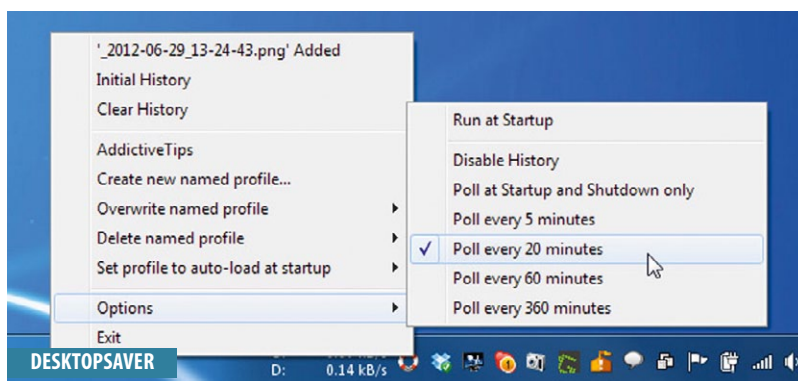 '_2012-06-29_13-24-43.png' Added
Initial History
Clear History
AddictiveTips
Create new named profile...
Overwrite named profile
Delete named profile
Set profile to auto-load at startup
Options
Exit
Run at Startup
Disable History
Poll at Startup and Shutdown only
Poll every 5 minutes
Poll every 20 minutes
Poll every 60 minutes
Poll every 360 minutes
DESKTOPSAVER
D: 0.14 kB/s